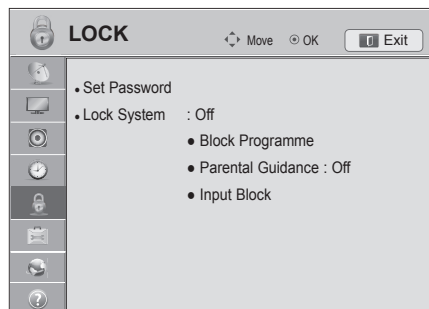 LOCK
Move OK Exit
• Set Password
• Lock System : Off
● Block Programme
● Parental Guidance : Off
● Input Block
?